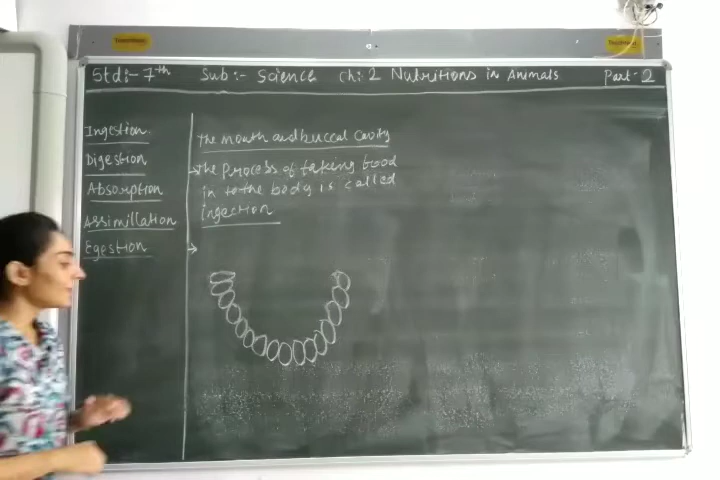 Std:- 7th Sub:- Science Ch: 2 Nutritions in Animals Part- 2
Ingestion
Digestion
Absorption
Assimillation
Egestion
The mouth and buccal cavity
→ The process of taking food
in to the body is called
ingection
→